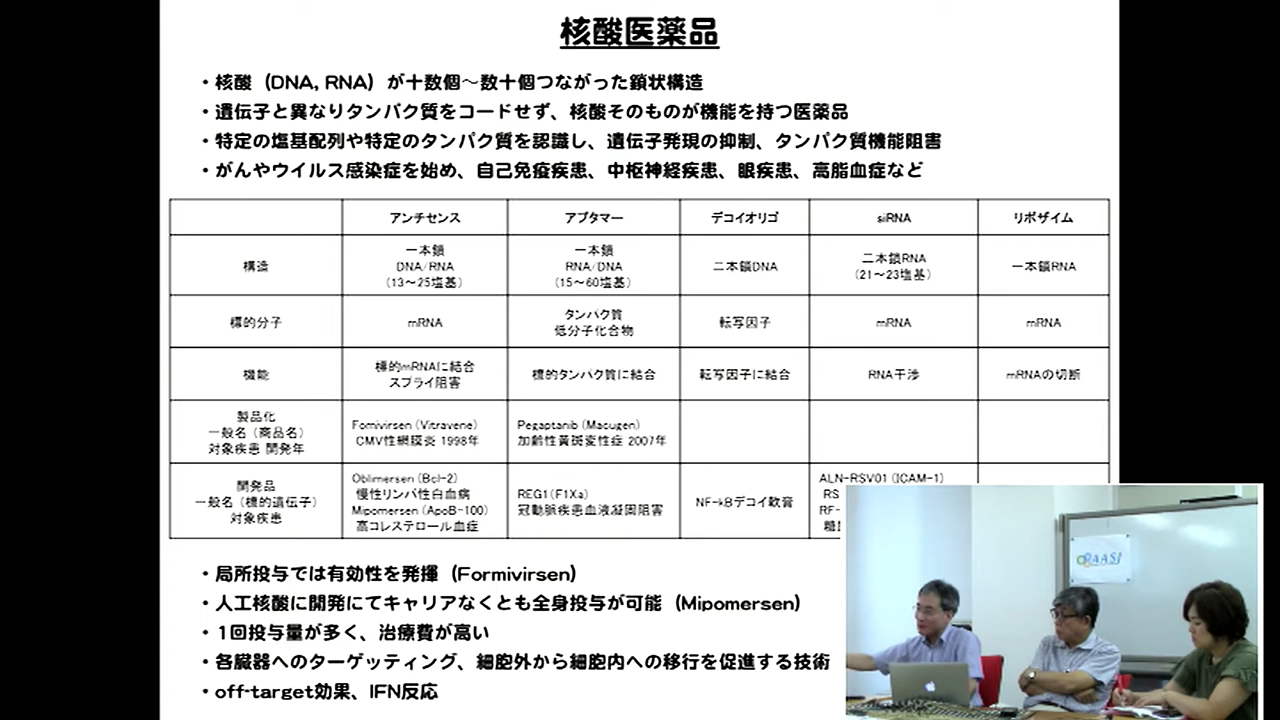 核酸医薬品
・核酸（DNA, RNA）が十数個～数十個つながった鎖状構造
・遺伝子と異なりタンパク質をコードせず、核酸そのものが機能を持つ医薬品
・特定の塩基配列や特定のタンパク質を認識し、遺伝子発現の抑制、タンパク質機能阻害
・がんやウイルス感染症を始め、自己免疫疾患、中枢神経疾患、眼疾患、高脂血症など
アンチセンス アプタマー デコイオリゴ siRNA リボザイム
構造
一本鎖
DNA/RNA
（13～25塩基）
一本鎖
RNA/DNA
（15～60塩基）
二本鎖DNA
二本鎖RNA
（21～23塩基）
一本鎖RNA
標的分子
mRNA
タンパク質
低分子化合物
転写因子
mRNA
mRNA
機能
標的mRNAに結合
スプライ阻害
標的タンパク質に結合
転写因子に結合
RNA干渉
mRNAの切断
製品化
一般名（商品名）
対象疾患 開発年
Fomivirsen (Vitravene)
CMV性網膜炎 1998年
Pegaptanib (Macugen)
加齢性黄斑変性症 2007年
開発品
一般名（標的遺伝子）
対象疾患
Oblimersen (Bcl-2)
慢性リンパ性白血病
Mipomersen (ApoB-100)
高コレステロール血症
REG1(F1Xa)
冠動脈疾患血液凝固阻害
NF-kBデコイ軟膏
ALN-RSV01 (ICAM-1)
RS
RF-
糖
・局所投与では有効性を発揮（Formivirsen）
・人工核酸に開発にてキャリアなくとも全身投与が可能（Mipomersen）
・1回投与量が多く、治療費が高い
・各臓器へのターゲッティング、細胞外から細胞内への移行を促進する技術
・off-target効果、IFN反応